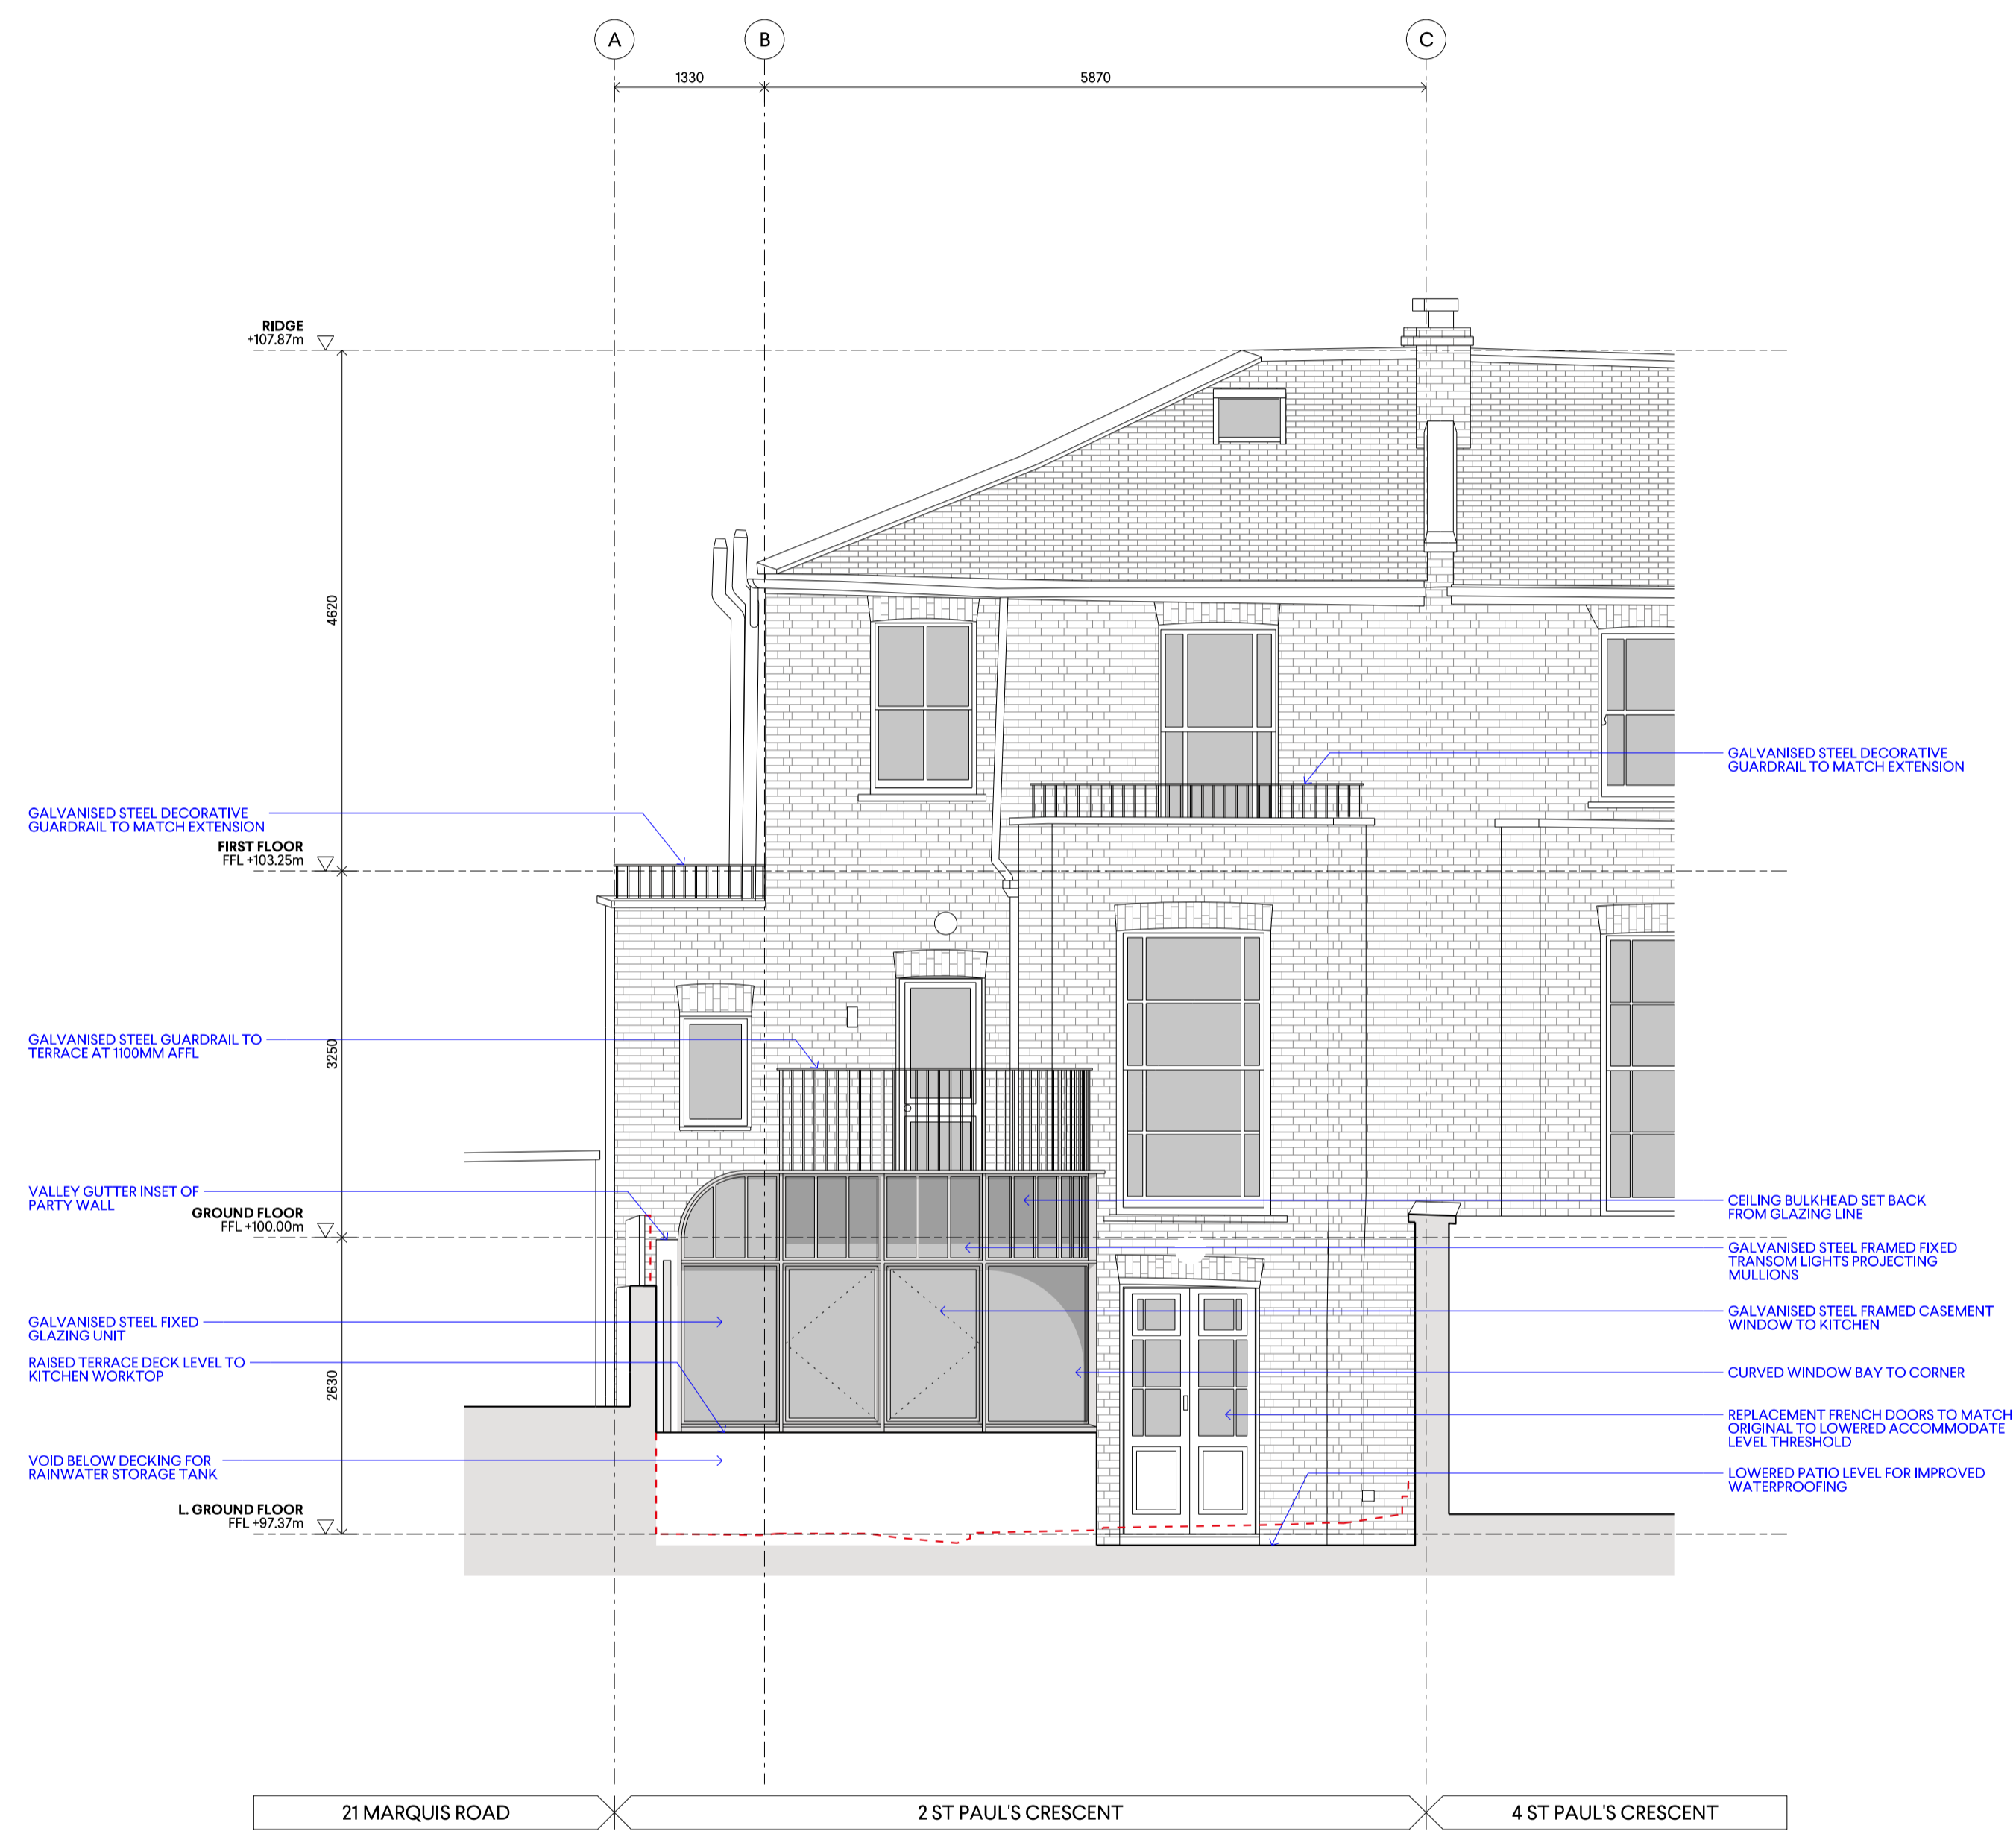 A
B
C
1330
5870
RIDGE
+107.87m
4620
GALVANISED STEEL DECORATIVE
GUARDRAIL TO MATCH EXTENSION
GALVANISED STEEL DECORATIVE
GUARDRAIL TO MATCH EXTENSION
FIRST FLOOR
FFL +103.25m
GALVANISED STEEL GUARDRAIL TO
TERRACE AT 1100MM AFFL
3250
VALLEY GUTTER INSET OF
PARTY WALL
GROUND FLOOR
FFL +100.00m
CEILING BULKHEAD SET BACK
FROM GLAZING LINE
GALVANISED STEEL FRAMED FIXED
TRANSOM LIGHTS PROJECTING
MULLIONS
GALVANISED STEEL FIXED
GLAZING UNIT
GALVANISED STEEL FRAMED CASEMENT
WINDOW TO KITCHEN
RAISED TERRACE DECK LEVEL TO
KITCHEN WORKTOP
2630
CURVED WINDOW BAY TO CORNER
REPLACEMENT FRENCH DOORS TO MATCH
ORIGINAL TO LOWERED ACCOMMODATE
LEVEL THRESHOLD
VOID BELOW DECKING FOR
RAINWATER STORAGE TANK
LOWERED PATIO LEVEL FOR IMPROVED
WATERPROOFING
L. GROUND FLOOR
FFL +97.37m
21 MARQUIS ROAD
2 ST PAUL'S CRESCENT
4 ST PAUL'S CRESCENT